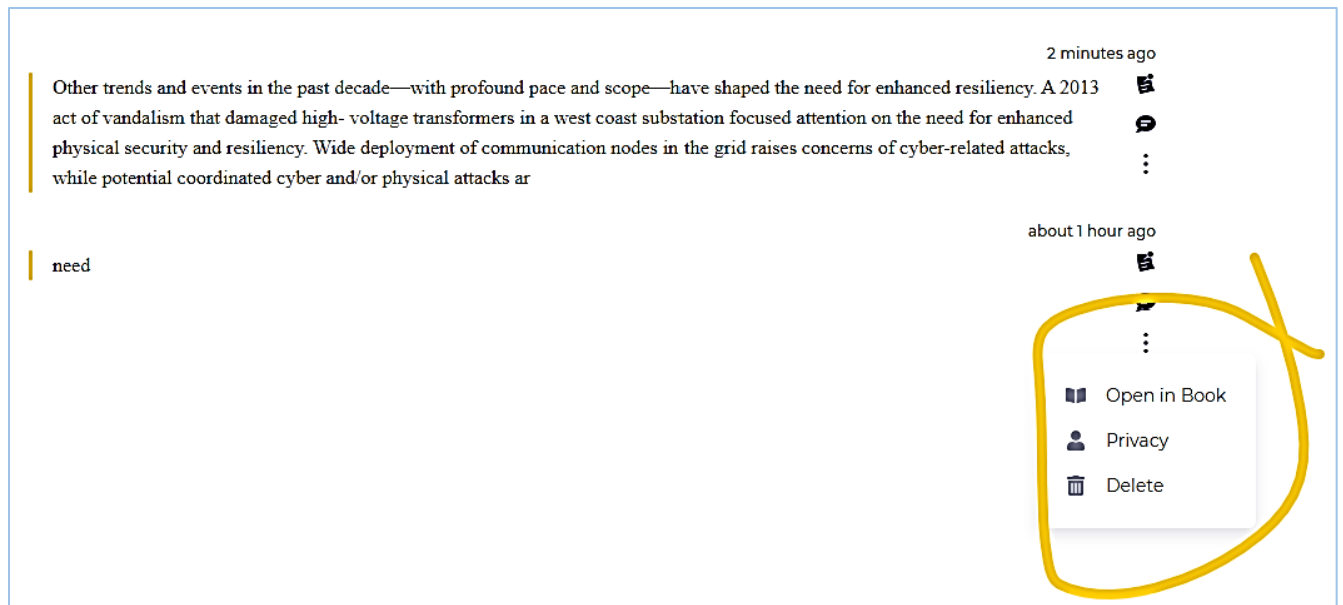 2 minutes ago
Other trends and events in the past decade—with profound pace and scope—have shaped the need for enhanced resiliency. A 2013
act of vandalism that damaged high- voltage transformers in a west coast substation focused attention on the need for enhanced
physical security and resiliency. Wide deployment of communication nodes in the grid raises concerns of cyber-related attacks,
while potential coordinated cyber and/or physical attacks ar
about 1 hour ago
need
Open in Book
Privacy
Delete